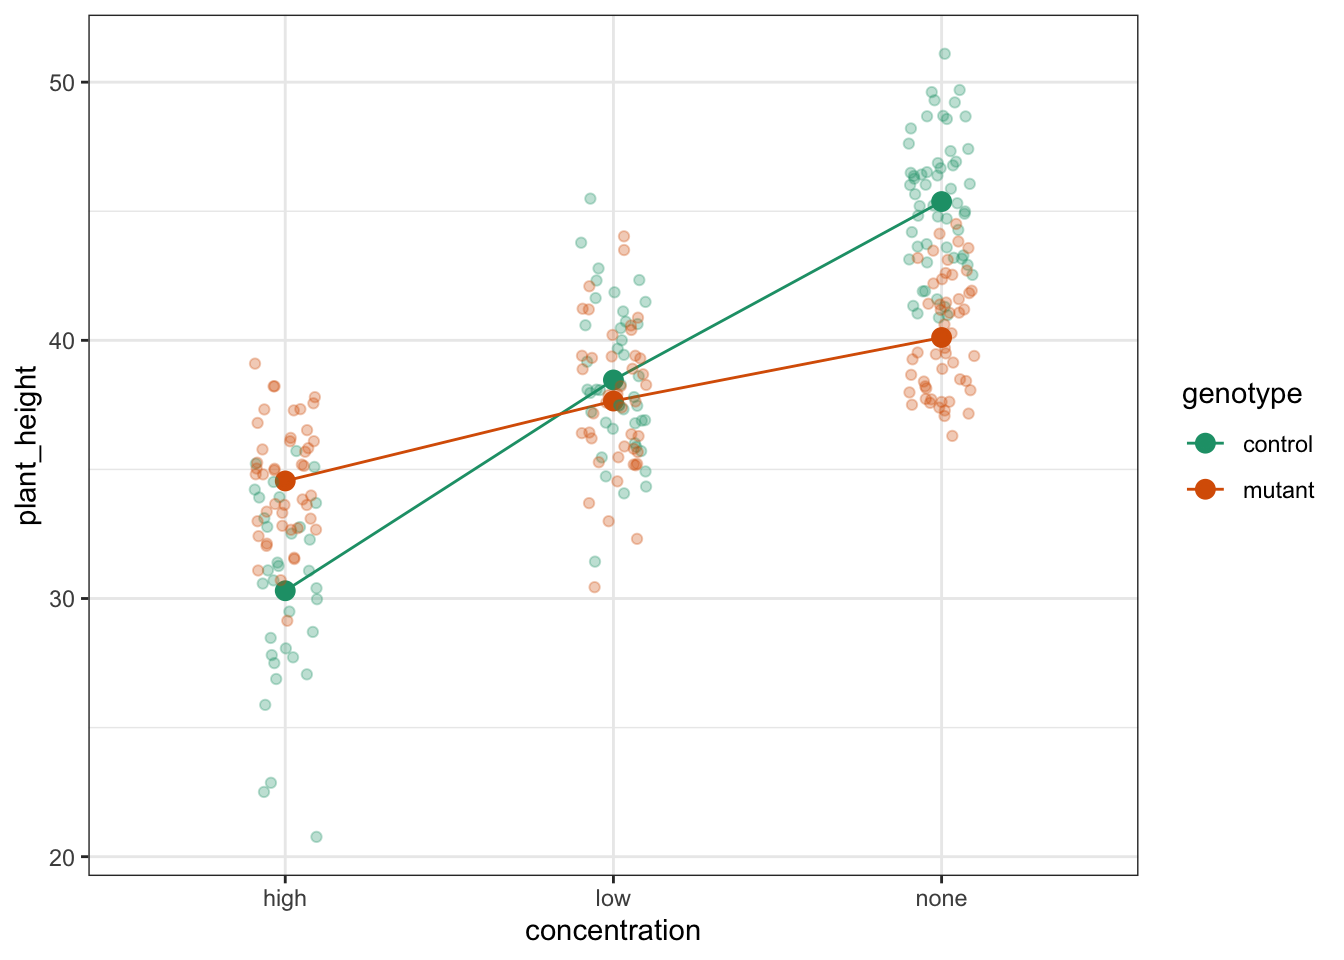 plant_height
50
40
30
20
high low none
concentration
genotype
control
mutant